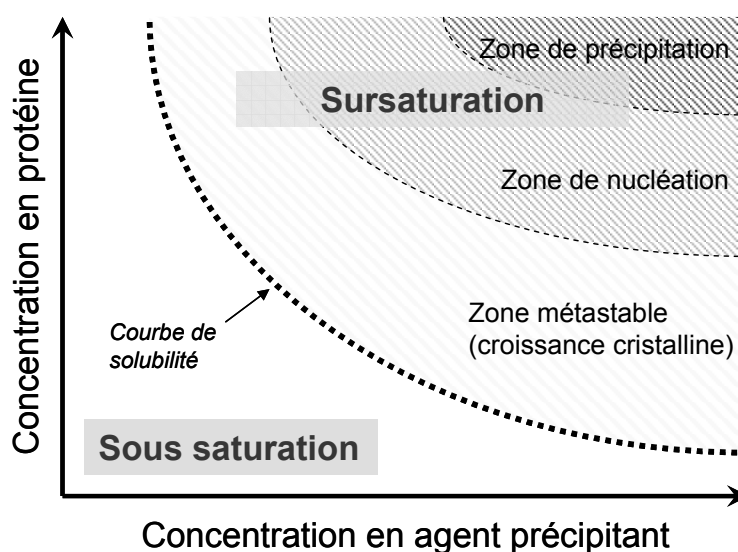 Concentration en protéine
Zone de précipitation
Sursaturation
Zone de nucléation
Zone métastable
(croissance cristalline)
Courbe de
solubilité
Sous saturation
Concentration en agent précipitant